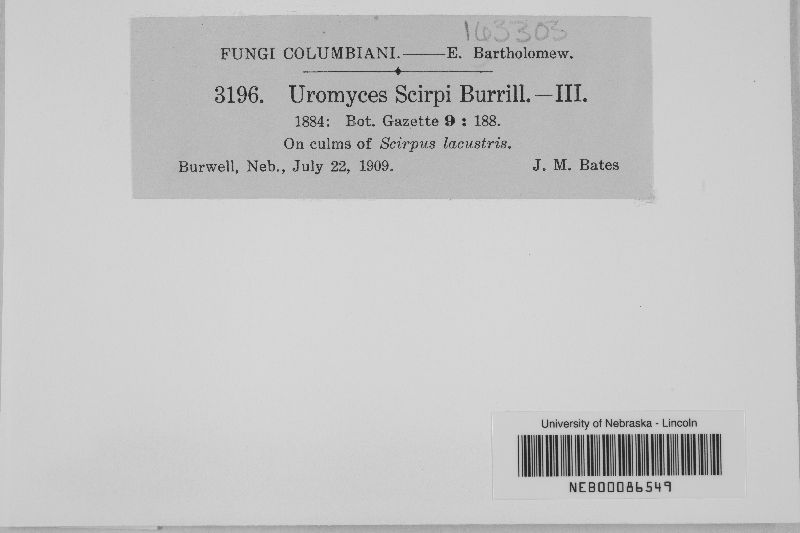 163303
FUNGI COLUMBIANI.——E. Bartholomew.
3196. Uromyces Scirpi Burrill.—III.
1884: Bot. Gazette 9 : 188.
On culms of Scirpus lacustris.
Burwell, Neb., July 22, 1909. J. M. Bates
University of Nebraska - Lincoln
NEB00086549